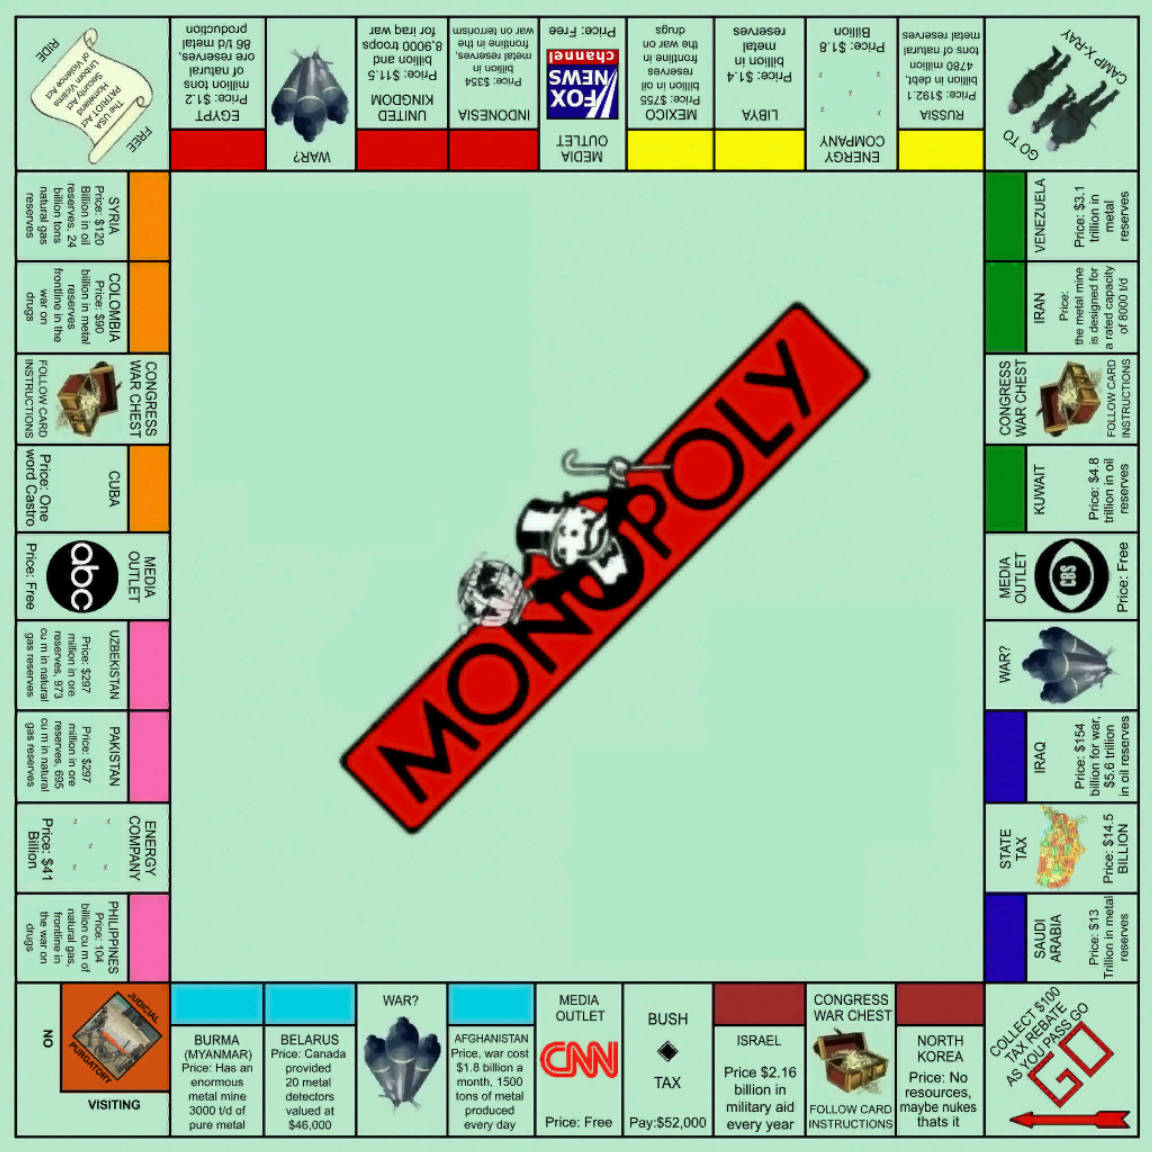 RIDE
The USA
PATRIOT Act
Homeland
Security Act
Unborn Victims
of Violence Act
FREE
EGYPT
Price: $1.2
million tons
of natural
ore reserves,
86 t/d metal
production
WAR?
UNITED
KINGDOM
Price: $11.5
billion and
8,9000 troops
for iraq war
INDONESIA
Price: $354
billion in
metal reserves,
frontline in the
war on terrorism
MEDIA
OUTLET
FOX
NEWS
channel
Price: Free
MEXICO
Price: $755
billion in oil
reserves
frontline in
the war on
drugs
LIBYA
Price: $1.4
billion in
metal
reserves
ENERGY
COMPANY
Price: $1.8
Billion
RUSSIA
Price: $192.1
billion in debt,
4780 million
tons of natural
metal reserves
GO TO
CAMP X-RAY
VENEZUELA
Price: $3.1
trillion in
metal
reserves
IRAN
Price:
the metal mine
is designed for
a rated capacity
of 8000 t/d
CONGRESS
WAR CHEST
FOLLOW CARD
INSTRUCTIONS
KUWAIT
Price: $4.8
trillion in oil
reserves
MEDIA
OUTLET
CBS
Price: Free
WAR?
IRAQ
Price: $154
billion for war,
$5.6 trillion
in oil reserves
STATE
TAX
Price: $14.5
BILLION
SAUDI
ARABIA
Price: $13
Trillion in metal
reserves
COLLECT $100
TAX REBATE
AS YOU PASS GO
GO
NORTH
KOREA
Price: No
resources,
maybe nukes
thats it
CONGRESS
WAR CHEST
FOLLOW CARD
INSTRUCTIONS
ISRAEL
Price $2.16
billion in
military aid
every year
BUSH
TAX
Pay:$52,000
MEDIA
OUTLET
CNN
Price: Free
AFGHANISTAN
Price, war cost
$1.8 billion a
month, 1500
tons of metal
produced
every day
WAR?
BELARUS
Price: Canada
provided
20 metal
detectors
valued at
$46,000
BURMA
(MYANMAR)
Price: Has an
enormous
metal mine
3000 t/d of
pure metal
JUDICIAL
PURGATORY
NO
VISITING
PHILIPPINES
Price: 104
billion cu m of
natural gas,
frontline in
the war on
drugs
ENERGY
COMPANY
Price: $41
Billion
PAKISTAN
Price: $297
million in ore
reserves, 695
cu m in natural
gas reserves
UZBEKISTAN
Price: $297
million in ore
reserves, 973
cu m in natural
gas reserves
MEDIA
OUTLET
abc
Price: Free
CUBA
Price: One
word Castro
CONGRESS
WAR CHEST
FOLLOW CARD
INSTRUCTIONS
COLOMBIA
Price: $90
billion in metal
reserves
frontline in the
war on
drugs
SYRIA
Price: $120
Billion in oil
reserves, 24
billion tons
natural gas
reserves
MONOPOLY